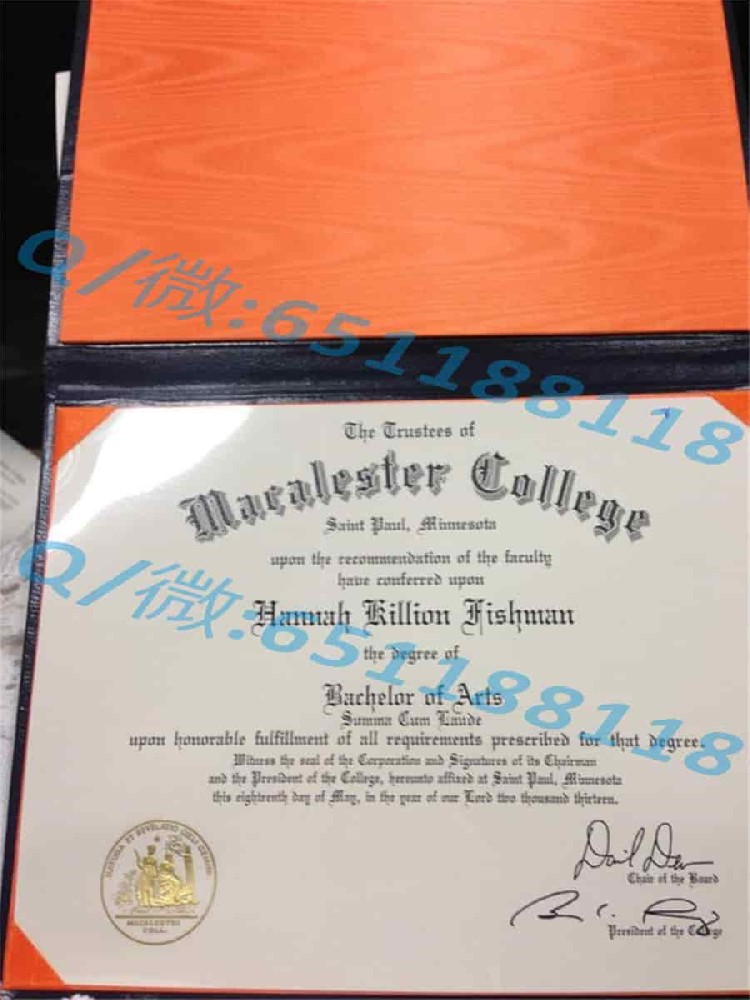 Q/微:651188118
The Trustees of
Macalester College
Saint Paul, Minnesota
upon the recommendation of the faculty
have conferred upon
Hannah Killion Fishman
the degree of
Q/微:651188118
Bachelor of Arts
Summa Cum Laude
upon honorable fulfillment of all requirements prescribed for that degree.
Witness the seal of the Corporation and Signatures of its Chairman
and the President of the College, hereunto affixed at Saint Paul, Minnesota
this eighteenth day of May, in the year of our Lord two thousand thirteen.
Chair of the Board
President of the College
MACALESTER
COLL.